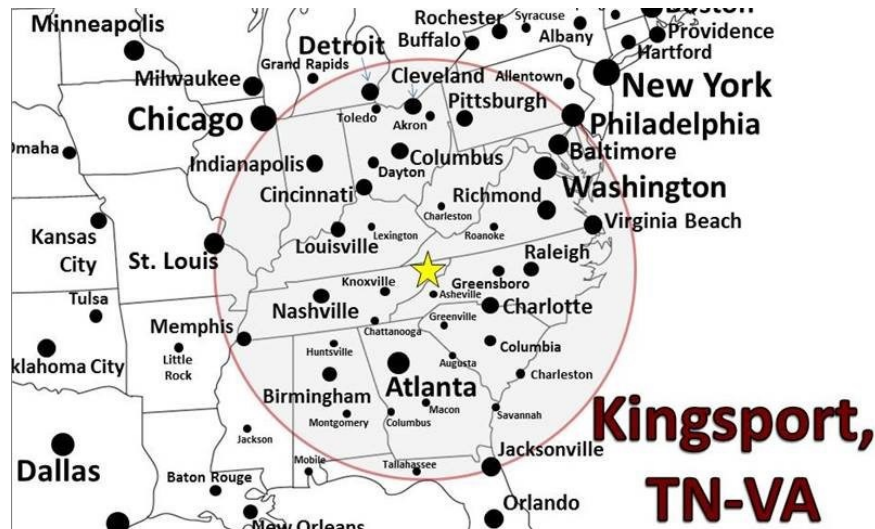 Minneapolis
Rochester
Syracuse
Boston
Buffalo
Albany
Providence
Hartford
Detroit
Grand Rapids
Milwaukee
Cleveland
Allentown
New York
Chicago
Toledo
Akron
Pittsburgh
Philadelphia
Omaha
Indianapolis
Columbus
Dayton
Baltimore
Cincinnati
Richmond
Washington
Charleston
Kansas
City
St. Louis
Louisville
Lexington
Roanoke
Virginia Beach
Raleigh
Knoxville
Greensboro
Asheville
Tulsa
Nashville
Charlotte
Memphis
Chattanooga
Greenville
Little
Rock
Huntsville
Columbia
klahoma City
Augusta
Atlanta
Charleston
Birmingham
Macon
Montgomery
Columbus
Savannah
Kingsport,
TN-VA
Jackson
Jacksonville
Dallas
Mobile
Tallahassee
Baton Rouge
Orlando
New Orleans